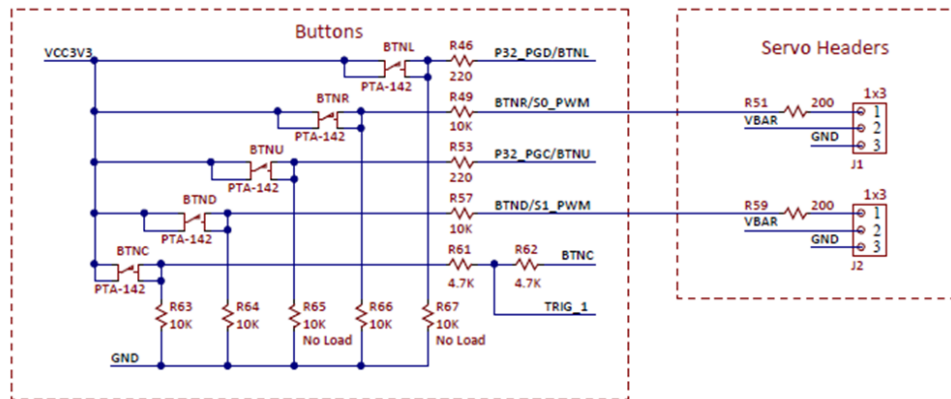 Buttons
VCC3V3
BTNL
PTA-142
R46
220
P32_PGD/BTNL
BTNR
PTA-142
R49
10K
BTNR/S0_PWM
BTNU
PTA-142
R53
220
P32_PGC/BTNU
BTND
PTA-142
R57
10K
BTND/S1_PWM
BTNC
PTA-142
R61
4.7K
R62
4.7K
BTNC
TRIG_1
R63
10K
R64
10K
R65
10K
No Load
R66
10K
R67
10K
No Load
GND
Servo Headers
1x3
R51
200
VBAR
GND
1
2
3
J1
1x3
R59
200
VBAR
GND
1
2
3
J2